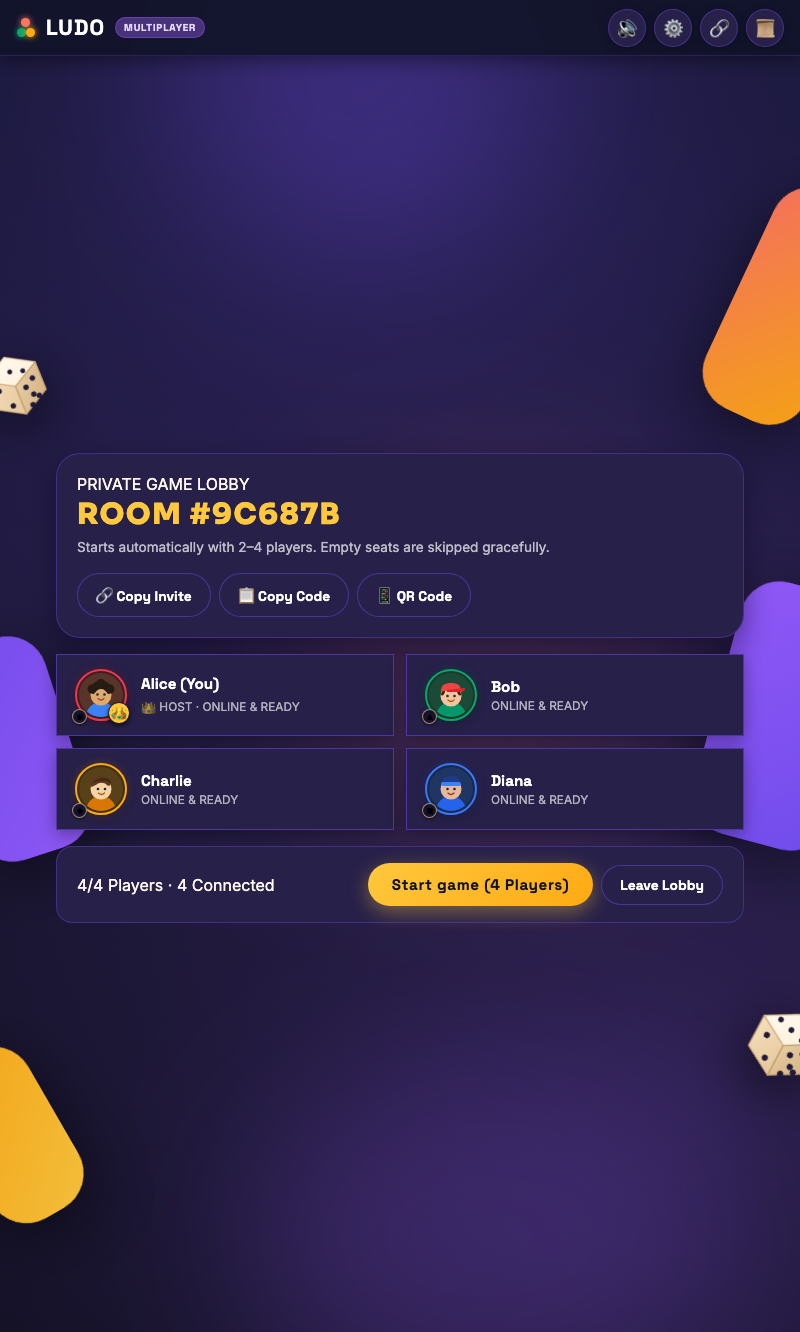 LUDO MULTIPLAYER
PRIVATE GAME LOBBY
ROOM #9C687B
Starts automatically with 2–4 players. Empty seats are skipped gracefully.
Copy Invite Copy Code QR Code
Alice (You)
HOST · ONLINE & READY
Bob
ONLINE & READY
Charlie
ONLINE & READY
Diana
ONLINE & READY
4/4 Players · 4 Connected
Start game (4 Players) Leave Lobby